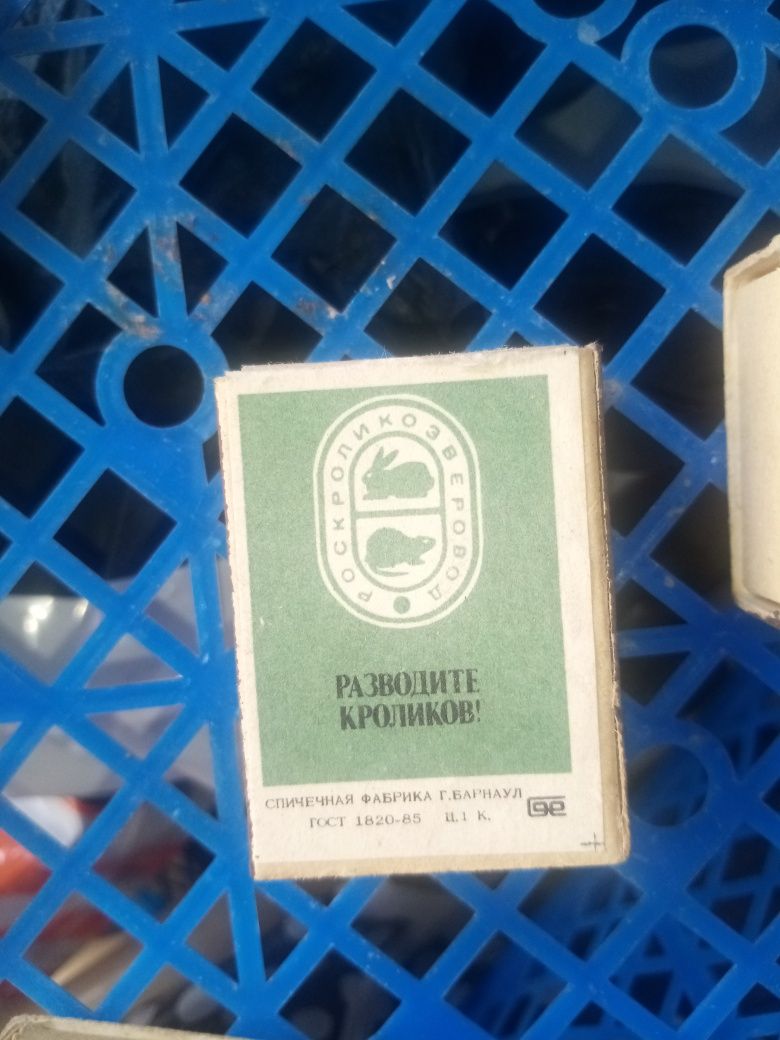 РОСКРОЛИКОЗВЕРОВОД
РАЗВОДИТЕ
КРОЛИКОВ!
СПИЧЕЧНАЯ ФАБРИКА Г.БАРНАУЛ
ГОСТ 1820-85 Ц.1 К.